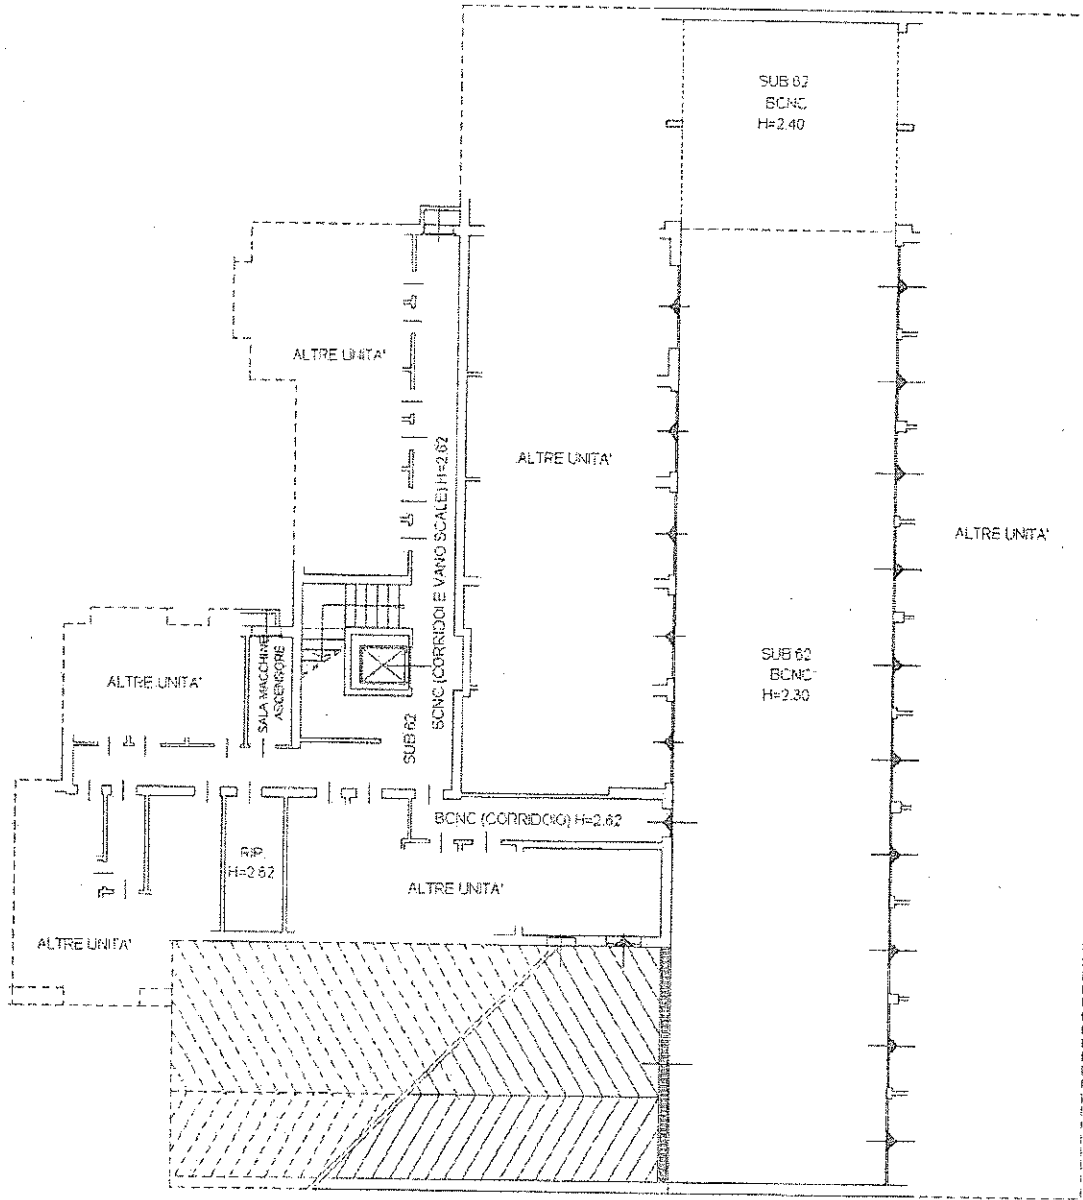 SUB 62
BCNC
H=2.40
ALTRE UNITA'
ALTRE UNITA'
BCNC (CORRIDOI E VANO SCALE) H=2.62
SUB 62
ALTRE UNITA'
SUB 62
BCNC
H=2.30
ALTRE UNITA'
SALA MACCHINE
ASCENSORE
BCNC (CORRIDOIO) H=2.62
RIP.
H=2.62
ALTRE UNITA'
ALTRE UNITA'